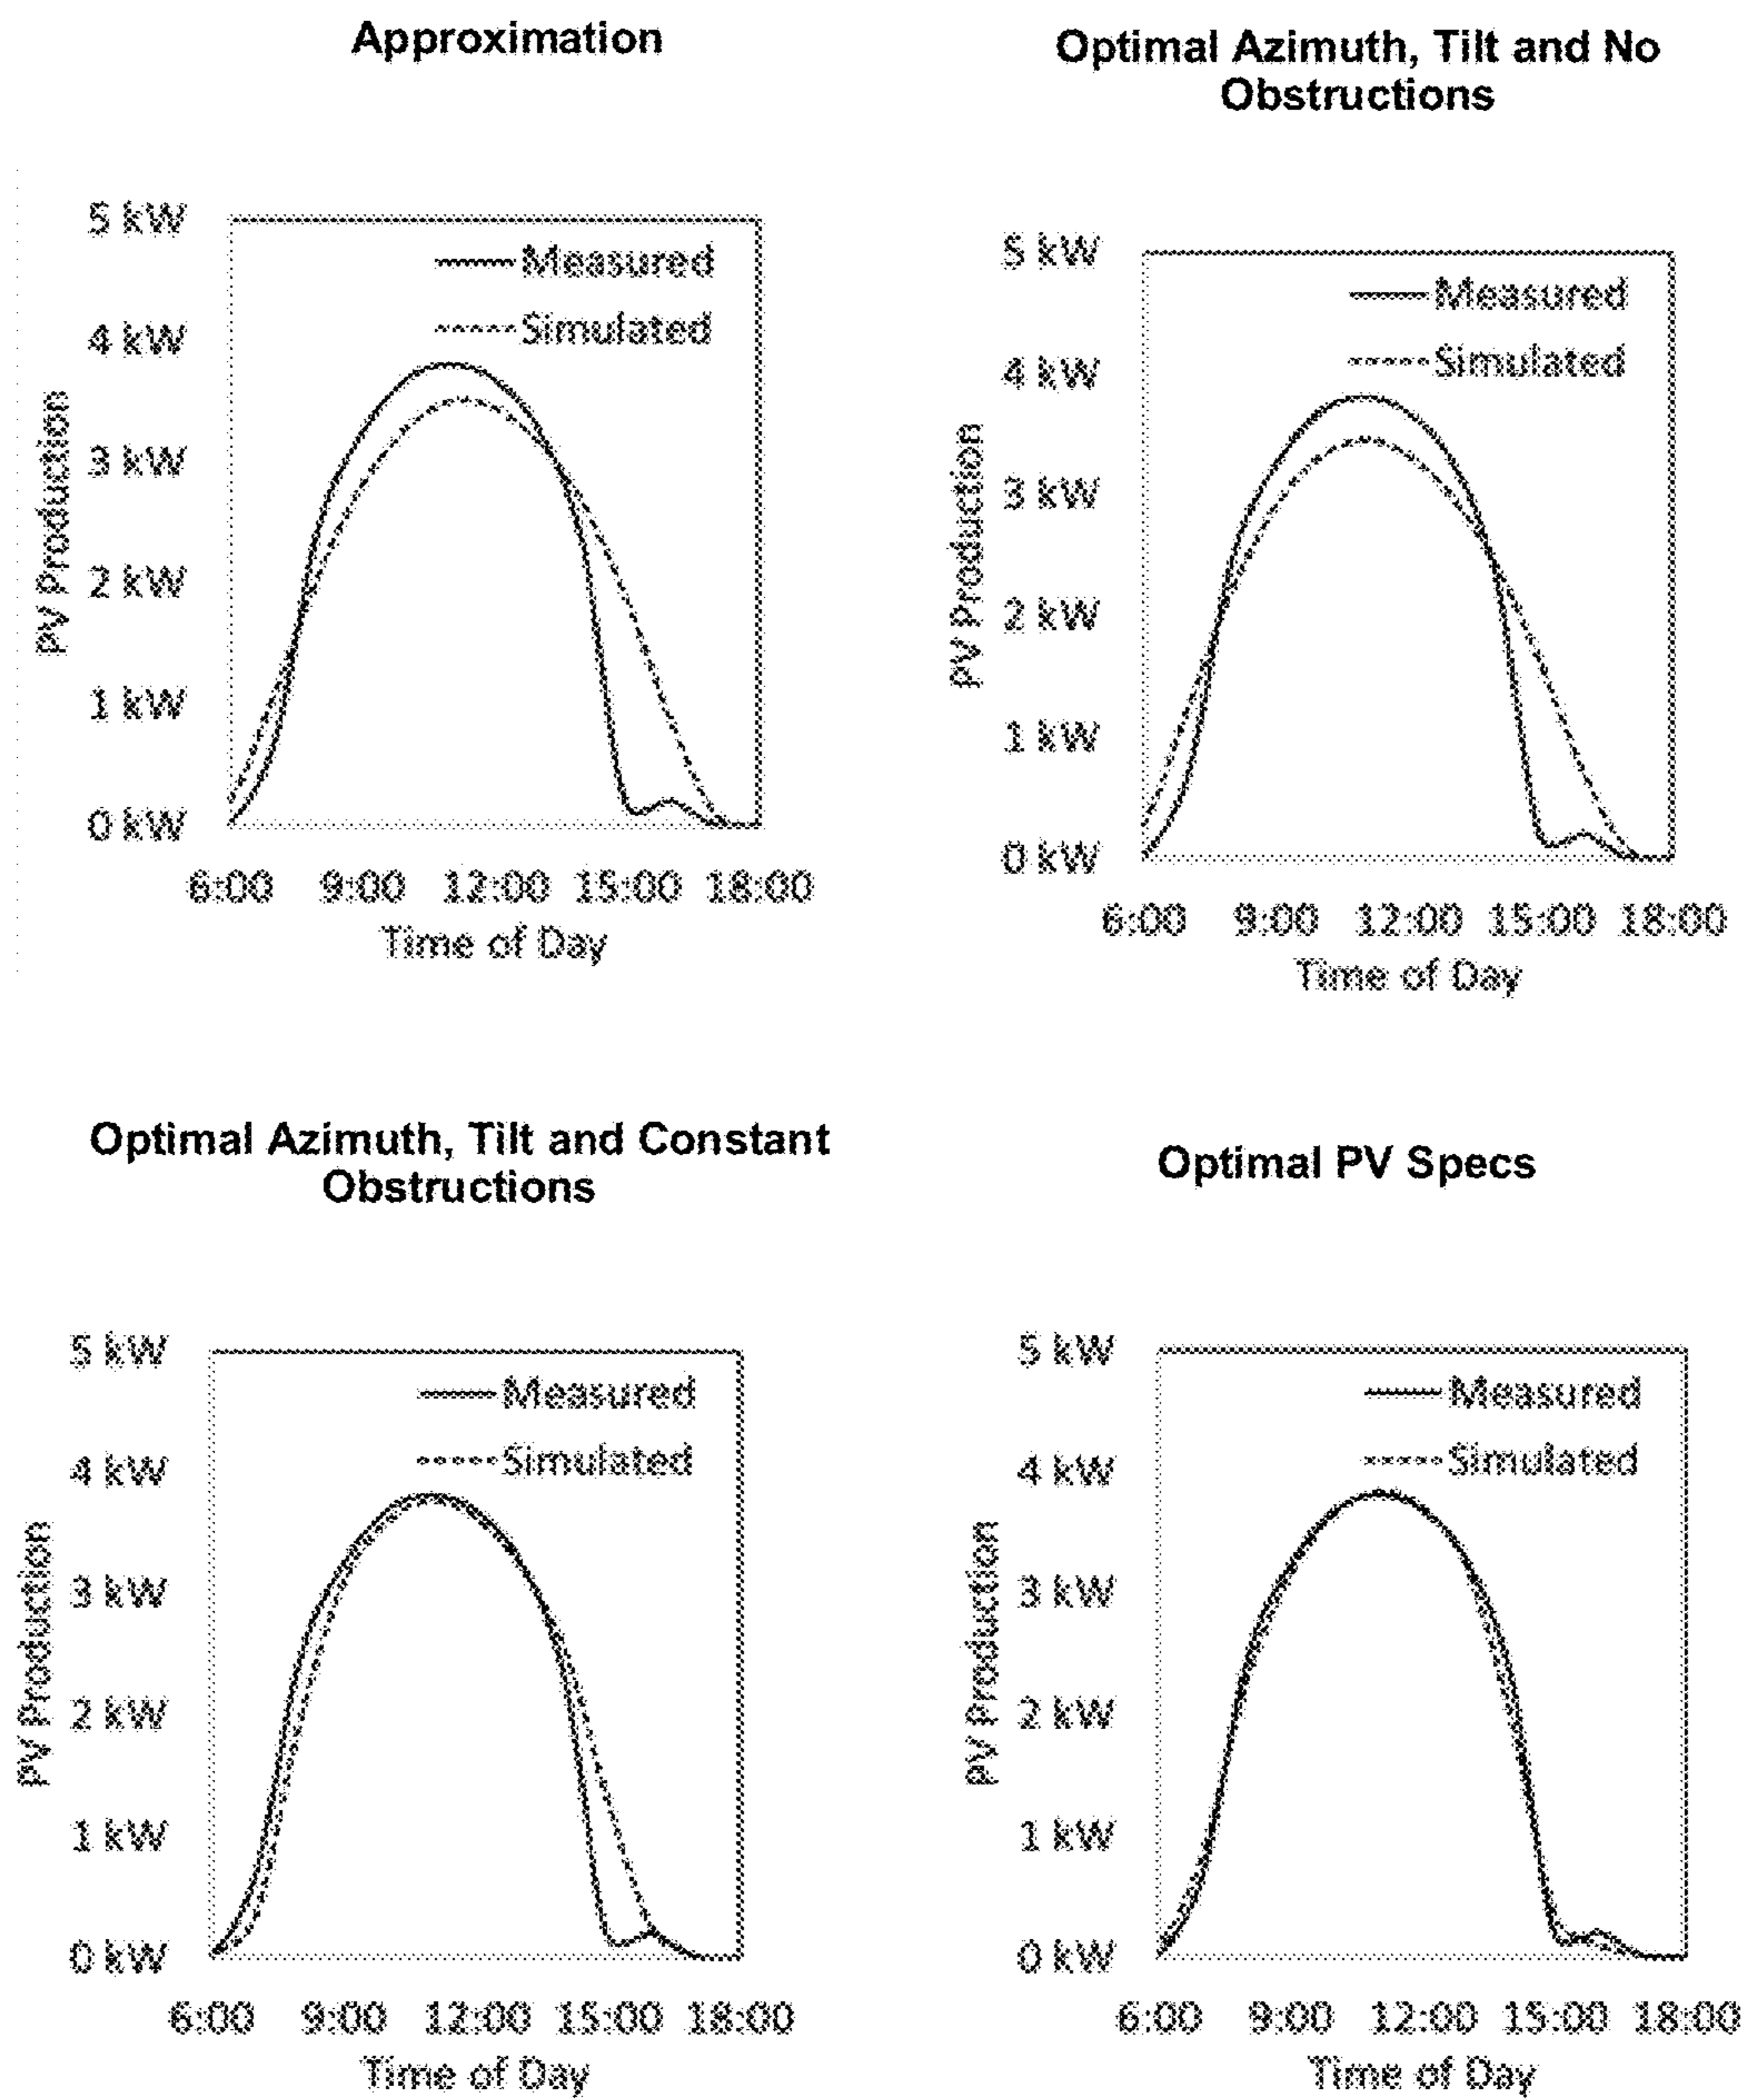 Approximation
5 kW
Measured
Simulated
4 kW
3 kW
2 kW
1 kW
0 kW
PV Production
6:00 9:00 12:00 15:00 18:00
Time of Day
Optimal Azimuth, Tilt and No
Obstructions
5 kW
Measured
Simulated
4 kW
3 kW
2 kW
1 kW
0 kW
PV Production
6:00 9:00 12:00 15:00 18:00
Time of Day
Optimal Azimuth, Tilt and Constant
Obstructions
5 kW
Measured
Simulated
4 kW
3 kW
2 kW
1 kW
0 kW
PV Production
6:00 9:00 12:00 15:00 18:00
Time of Day
Optimal PV Specs
5 kW
Measured
Simulated
4 kW
3 kW
2 kW
1 kW
0 kW
PV Production
6:00 9:00 12:00 15:00 18:00
Time of Day